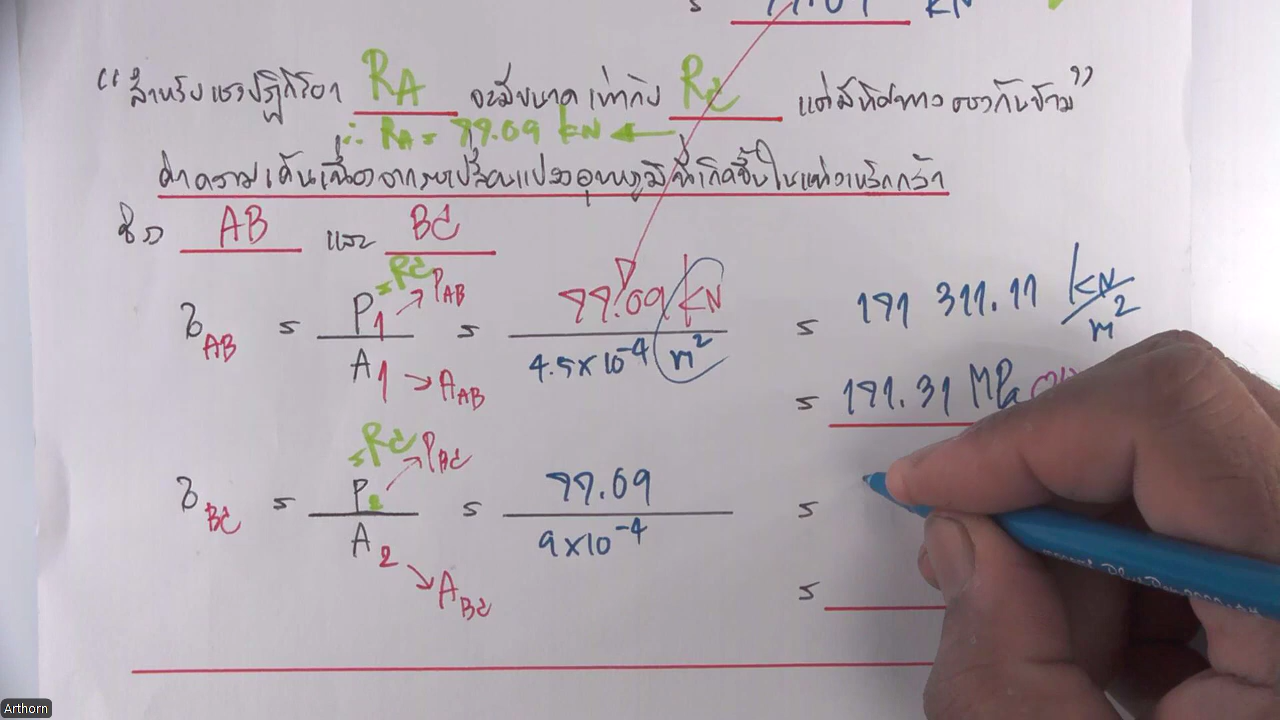 = 77.09 kN
"สำหรับแรงปฏิกิริยา RA จะมีขนาดเท่ากับ RC แต่มีทิศทางตรงกันข้าม"
∴ RA = 77.09 kN ←
ค่าความเค้นเนื่องจากการเปลี่ยนแปลงอุณหภูมิที่เกิดขึ้นในแท่งเหล็กกล้า
ช่วง AB และ BC
σAB = P1 → PAB = RC / A1 → AAB = 77.09 kN / 4.5×10⁻⁴ m² = 171 311.11 kN/m²
= 171.31 MPa
σBC = P2 → PBC = RC / A2 → ABC = 77.09 / 9×10⁻⁴ =
=
Arthorn